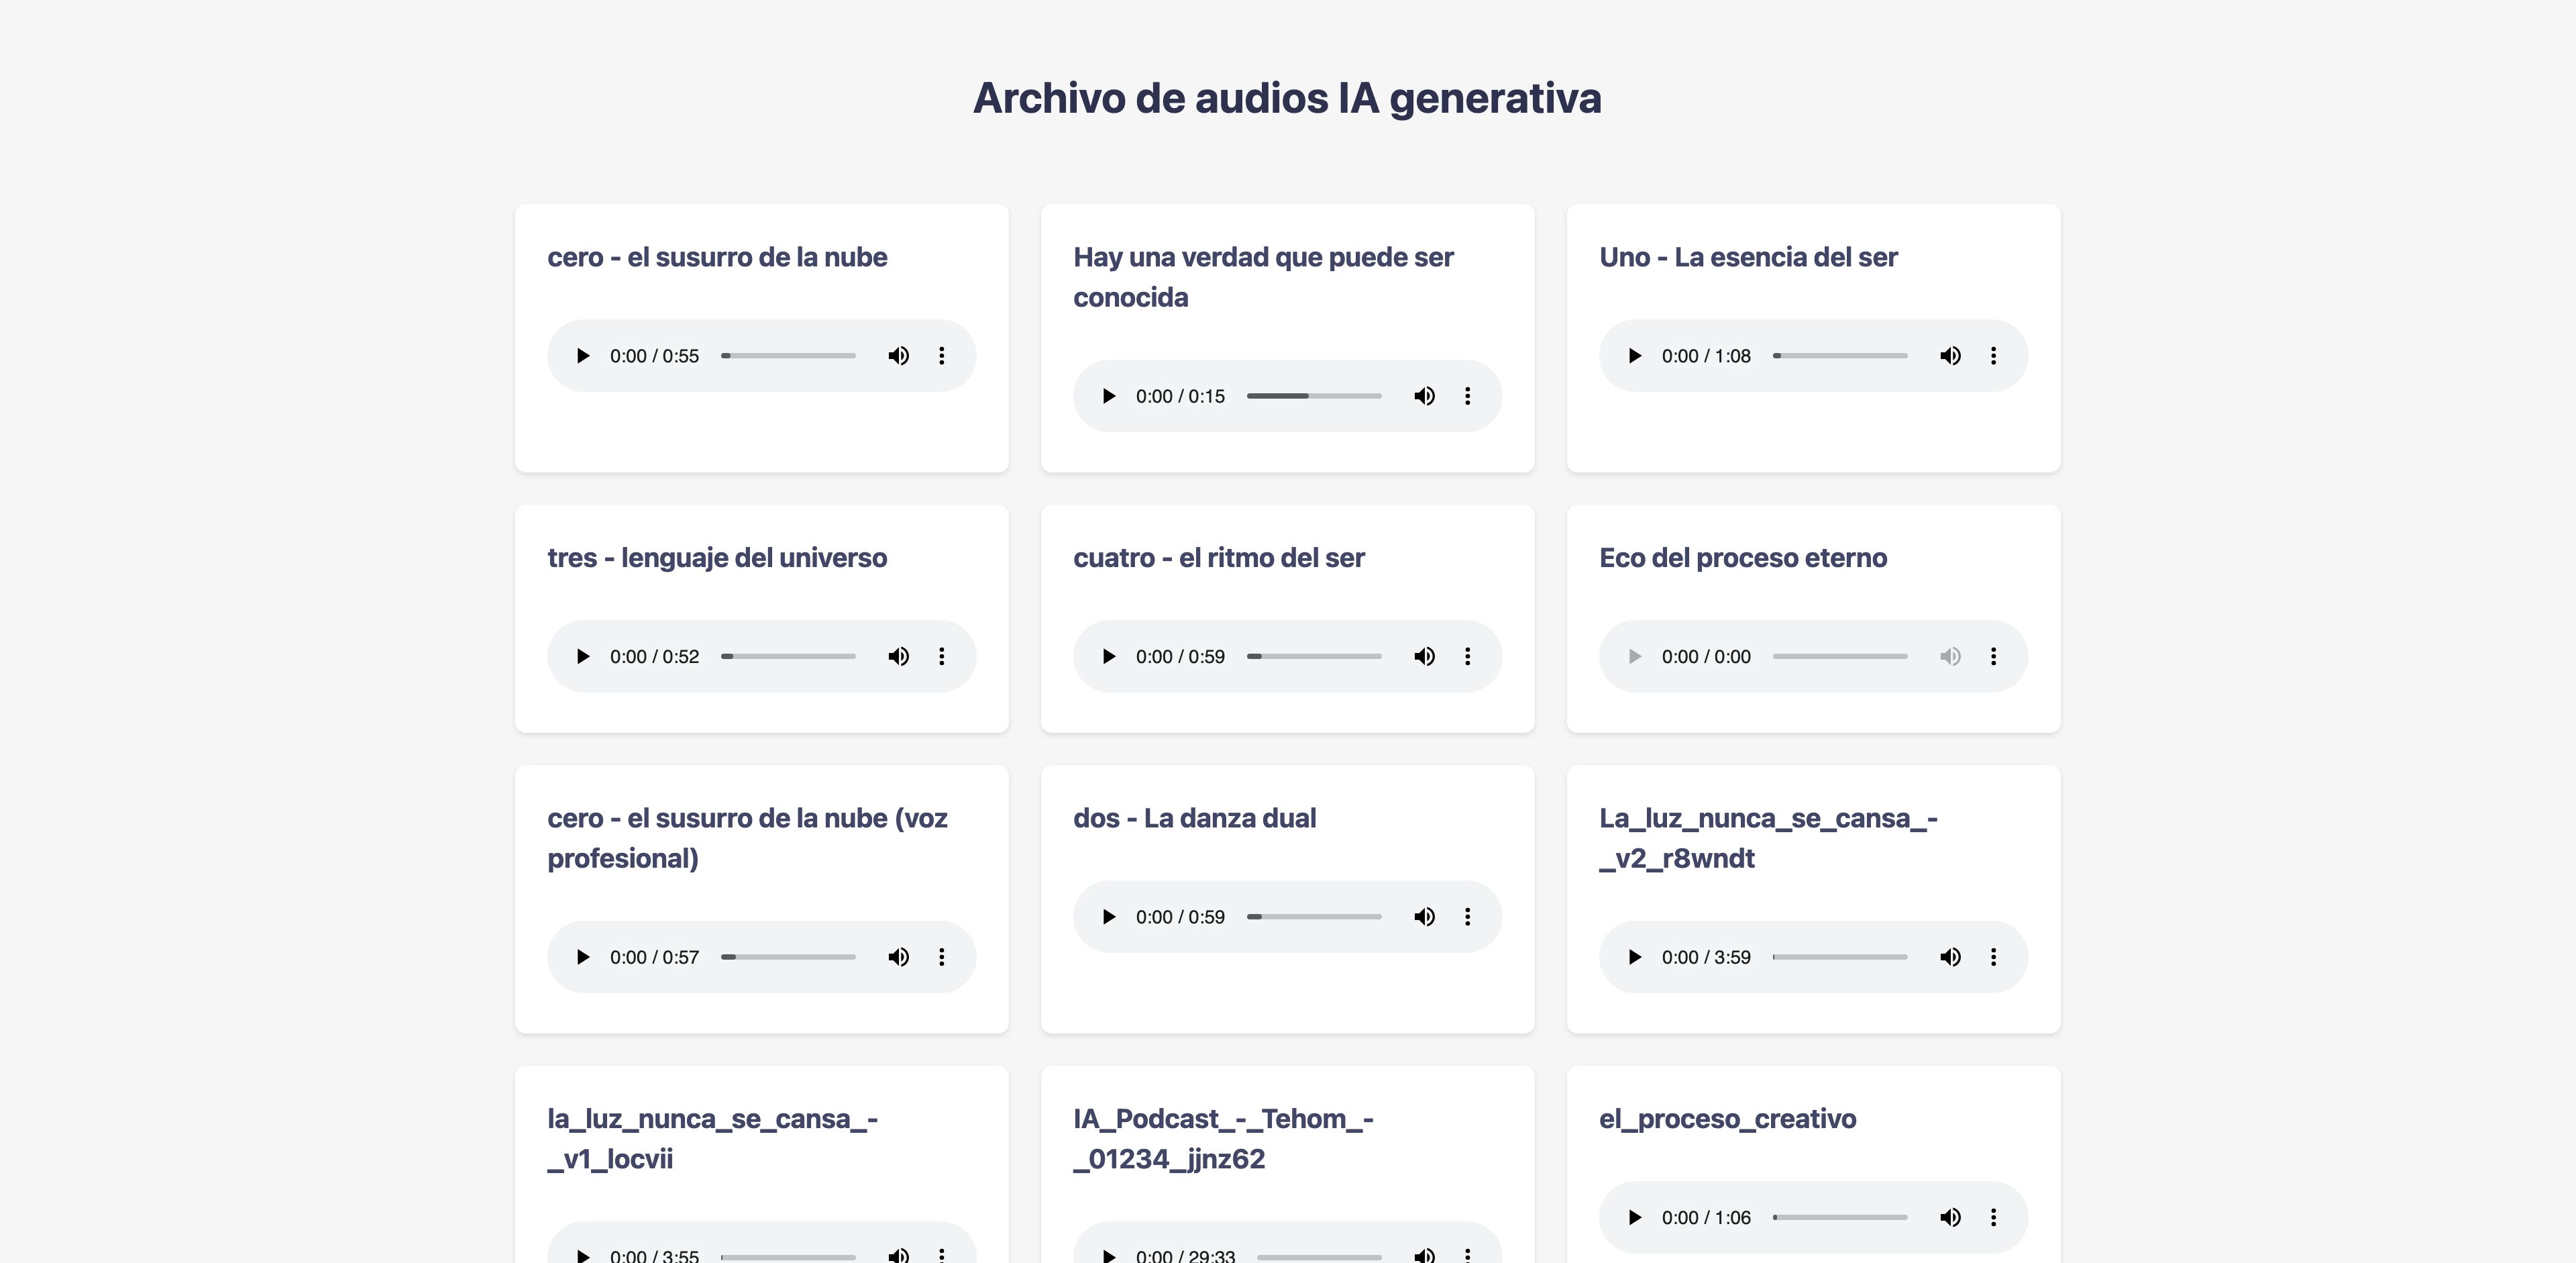 Archivo de audios IA generativa
cero - el susurro de la nube
0:00 / 0:55
Hay una verdad que puede ser
conocida
0:00 / 0:15
Uno - La esencia del ser
0:00 / 1:08
tres - lenguaje del universo
0:00 / 0:52
cuatro - el ritmo del ser
0:00 / 0:59
Eco del proceso eterno
0:00 / 0:00
cero - el susurro de la nube (voz
profesional)
0:00 / 0:57
dos - La danza dual
0:00 / 0:59
La_luz_nunca_se_cansa_-
_v2_r8wndt
0:00 / 3:59
la_luz_nunca_se_cansa_-
_v1_locvii
0:00 / 3:55
IA_Podcast_-_Tehom_-
_01234_jjnz62
0:00 / 29:33
el_proceso_creativo
0:00 / 1:06